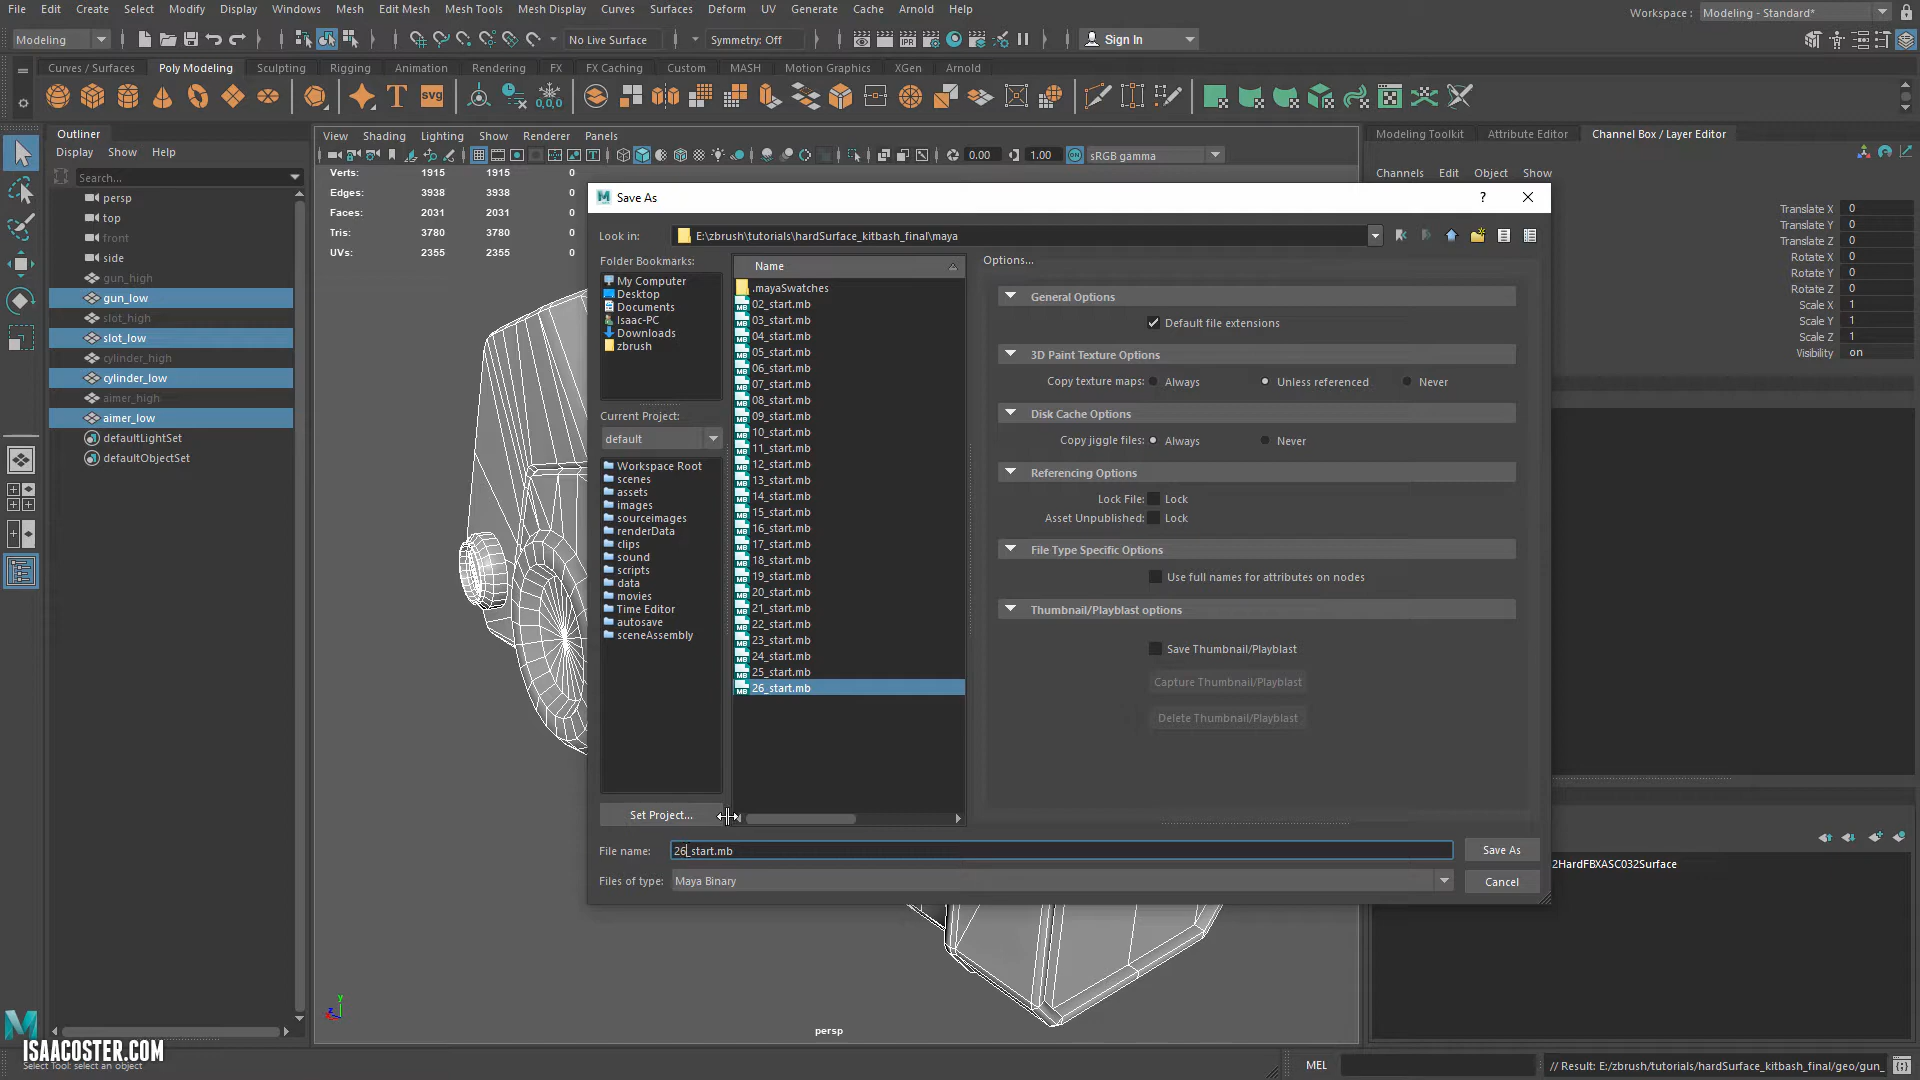 File Edit Create Select Modify Display Windows Mesh Edit Mesh Mesh Tools Mesh Display Curves Surfaces Deform UV Generate Cache Arnold Help
Workspace : Modeling - Standard*
Modeling No Live Surface Symmetry: Off Sign In
Curves / Surfaces Poly Modeling Sculpting Rigging Animation Rendering FX FX Caching Custom MASH Motion Graphics XGen Arnold
Outliner
Display Show Help
Search...
persp
top
front
side
gun_high
gun_low
slot_high
slot_low
cylinder_high
cylinder_low
aimer_high
aimer_low
defaultLightSet
defaultObjectSet
View Shading Lighting Show Renderer Panels
0.00 1.00 sRGB gamma
Verts: 1915 1915 0
Edges: 3938 3938 0
Faces: 2031 2031 0
Tris: 3780 3780 0
UVs: 2355 2355 0
persp
Save As
Look in: E:\zbrush\tutorials\hardSurface_kitbash_final\maya
Folder Bookmarks:
My Computer
Desktop
Documents
Isaac-PC
Downloads
zbrush
Current Project:
default
Workspace Root
scenes
assets
images
sourceimages
renderData
clips
sound
scripts
data
movies
Time Editor
autosave
sceneAssembly
Set Project...
Name
.mayaSwatches
02_start.mb
03_start.mb
04_start.mb
05_start.mb
06_start.mb
07_start.mb
08_start.mb
09_start.mb
10_start.mb
11_start.mb
12_start.mb
13_start.mb
14_start.mb
15_start.mb
16_start.mb
17_start.mb
18_start.mb
19_start.mb
20_start.mb
21_start.mb
22_start.mb
23_start.mb
24_start.mb
25_start.mb
26_start.mb
Options...
General Options
Default file extensions
3D Paint Texture Options
Copy texture maps: Always Unless referenced Never
Disk Cache Options
Copy jiggle files: Always Never
Referencing Options
Lock File: Lock
Asset Unpublished: Lock
File Type Specific Options
Use full names for attributes on nodes
Thumbnail/Playblast options
Save Thumbnail/Playblast
Capture Thumbnail/Playblast
Delete Thumbnail/Playblast
File name: 26_start.mb Save As
Files of type: Maya Binary Cancel
Modeling Toolkit Attribute Editor Channel Box / Layer Editor
Channels Edit Object Show
Translate X 0
Translate Y 0
Translate Z 0
Rotate X 0
Rotate Y 0
Rotate Z 0
Scale X 1
Scale Y 1
Scale Z 1
Visibility on
2HardFBXASC032Surface
ISAACOSTER.COM
Select Tool: select an object
MEL // Result: E:/zbrush/tutorials/hardSurface_kitbash_final/geo/gun_